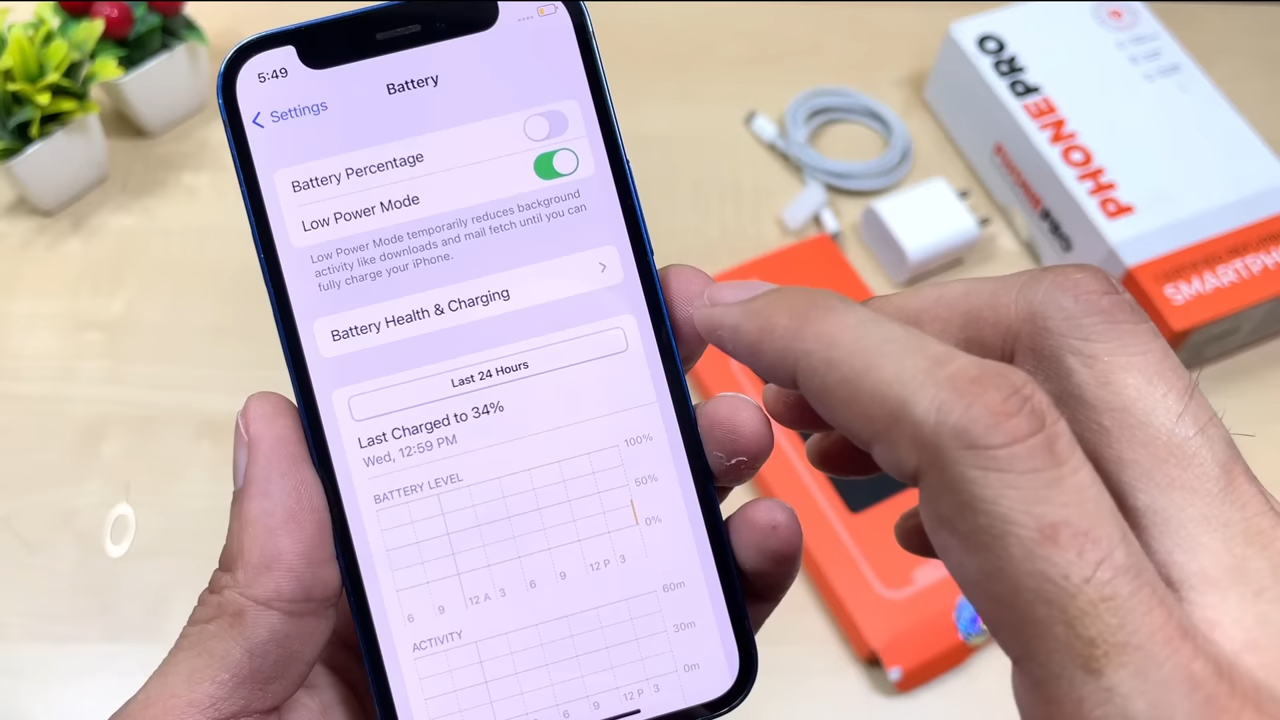 5:49
Settings
Battery
Battery Percentage
Low Power Mode
Low Power Mode temporarily reduces background
activity like downloads and mail fetch until you can
fully charge your iPhone.
Battery Health & Charging
Last 24 Hours
Last Charged to 34%
Wed, 12:59 PM
BATTERY LEVEL
100%
50%
0%
6 9 12 A 3 6 9 12 P 3
ACTIVITY
60m
30m
0m
6 9 12 P 3
PHONEPRO
SMARTPH